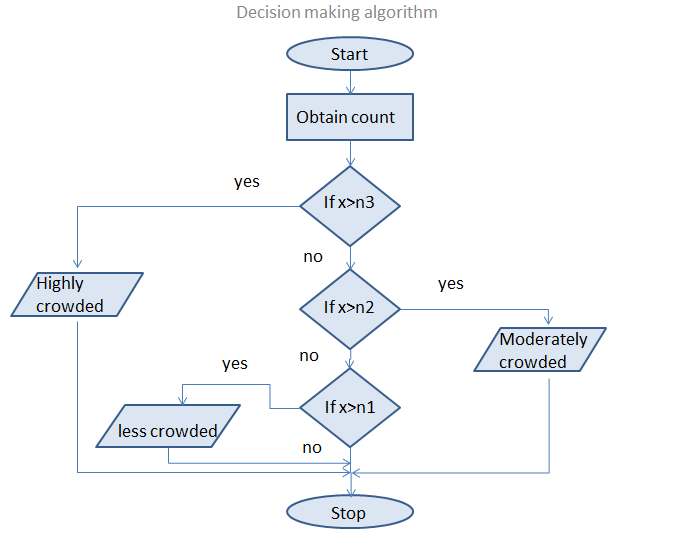 Decision making algorithm
Start
Obtain count
yes
If x>n3
no
Highly
crowded
If x>n2
yes
Moderately
crowded
no
yes
If x>n1
less crowded
no
Stop